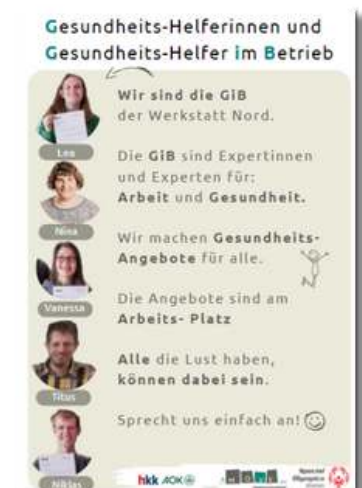 Gesundheits-Helferinnen und
Gesundheits-Helfer im Betrieb
Wir sind die GiB
der Werkstatt Nord.
Lea
Die GiB sind Expertinnen
und Experten für:
Arbeit und Gesundheit.
Nina
Wir machen Gesundheits-
Angebote für alle.
Vanessa
Die Angebote sind am
Arbeits- Platz
Alle die Lust haben,
können dabei sein.
Titus
Sprecht uns einfach an!
Niklas
hkk AOK
Special
Olympics